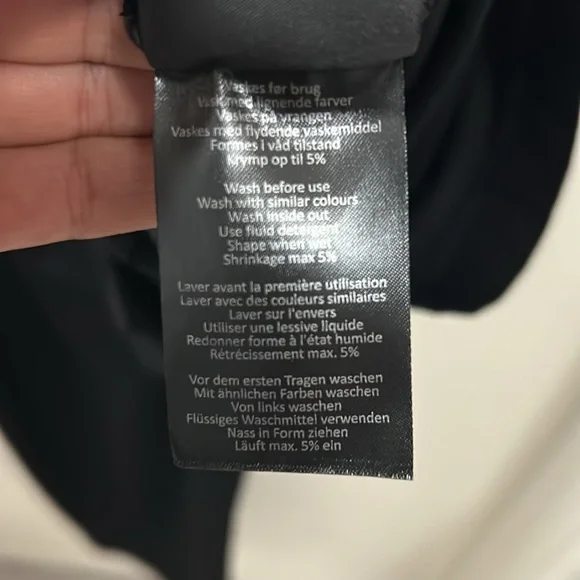 Vaskes før brug
Vask med lignende farver
Vaskes på vrangen
Vaskes med flydende vaskemiddel
Formes i våd tilstand
Krymp op til 5%
Wash before use
Wash with similar colours
Wash inside out
Use fluid detergent
Shape when wet
Shrinkage max 5%
Laver avant la première utilisation
Laver avec des couleurs similaires
Laver sur l'envers
Utiliser une lessive liquide
Redonner forme à l'état humide
Rétrécissement max. 5%
Vor dem ersten Tragen waschen
Mit ähnlichen Farben waschen
Von links waschen
Flüssiges Waschmittel verwenden
Nass in Form ziehen
Läuft max. 5% ein